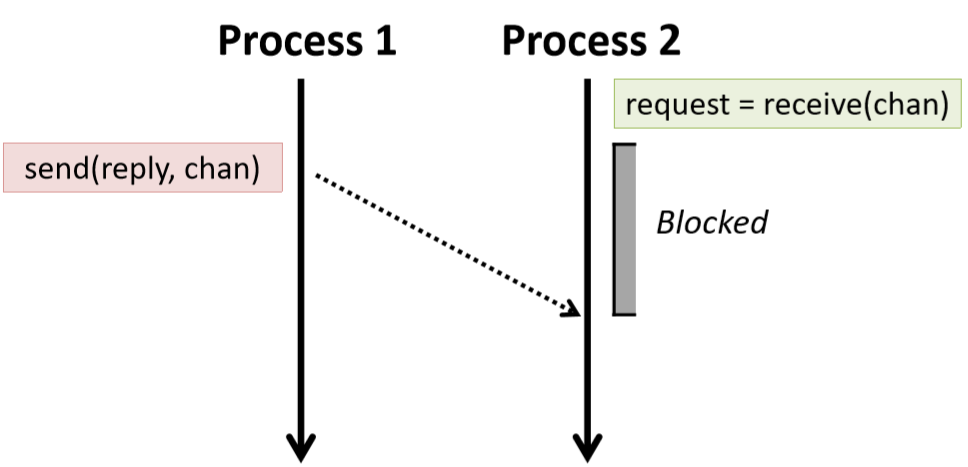 Process 1
Process 2
request = receive(chan)
send(reply, chan)
Blocked